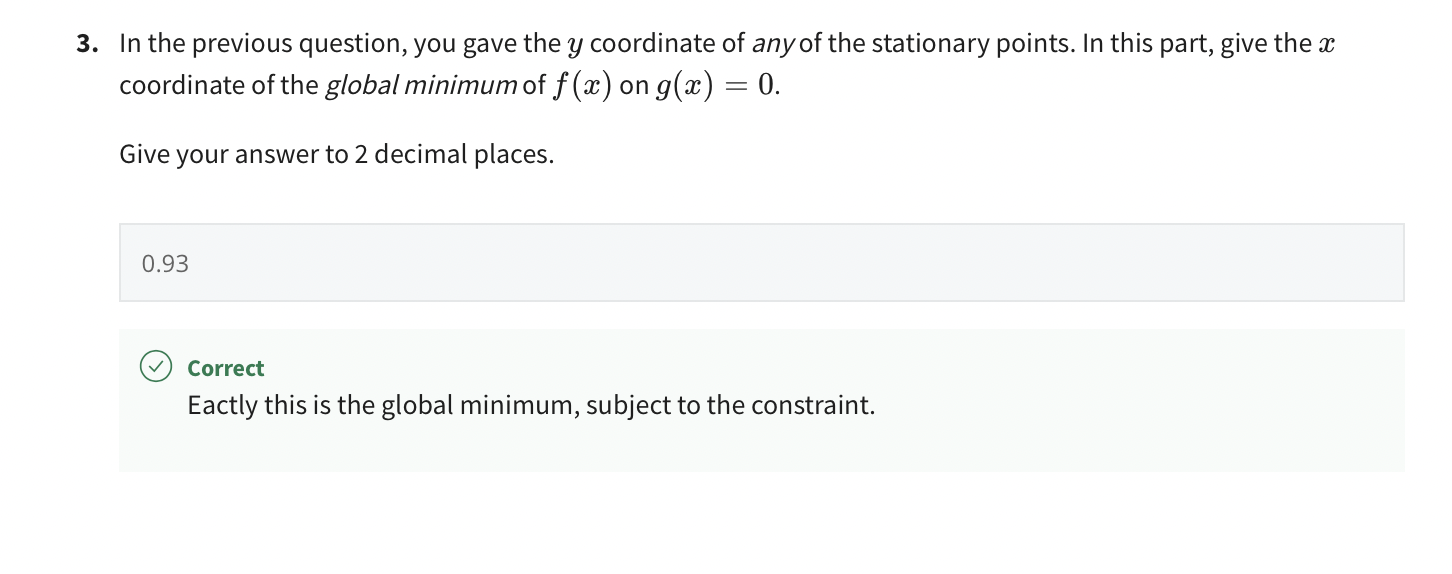 3. In the previous question, you gave the y coordinate of any of the stationary points. In this part, give the x
coordinate of the global minimum of f(x) on g(x) = 0.
Give your answer to 2 decimal places.
0.93
Correct
Eactly this is the global minimum, subject to the constraint.